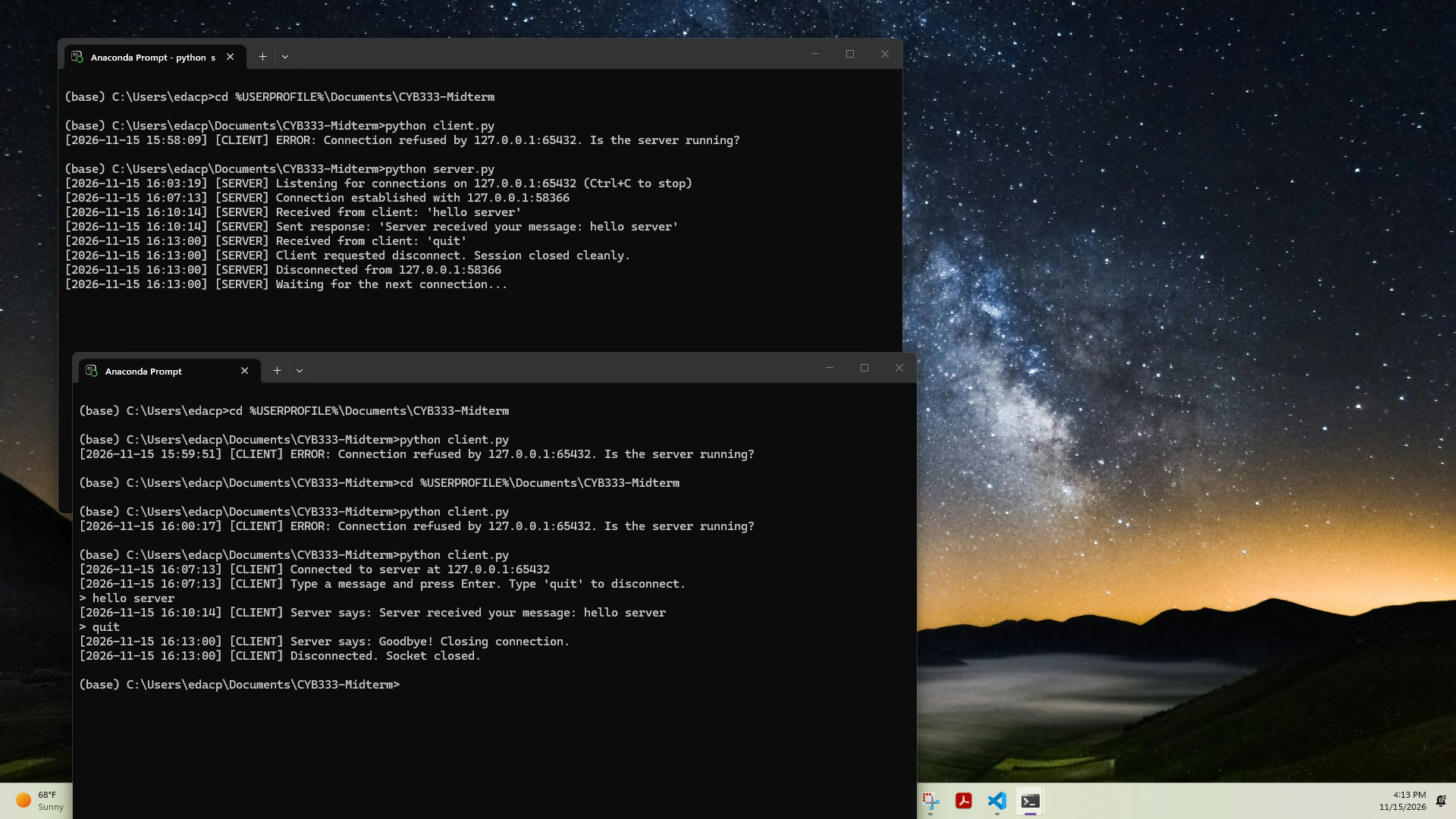 Anaconda Prompt - python s
(base) C:\Users\edacp>cd %USERPROFILE%\Documents\CYB333-Midterm
(base) C:\Users\edacp\Documents\CYB333-Midterm>python client.py
[2026-11-15 15:58:09] [CLIENT] ERROR: Connection refused by 127.0.0.1:65432. Is the server running?
(base) C:\Users\edacp\Documents\CYB333-Midterm>python server.py
[2026-11-15 16:03:19] [SERVER] Listening for connections on 127.0.0.1:65432 (Ctrl+C to stop)
[2026-11-15 16:07:13] [SERVER] Connection established with 127.0.0.1:58366
[2026-11-15 16:10:14] [SERVER] Received from client: 'hello server'
[2026-11-15 16:10:14] [SERVER] Sent response: 'Server received your message: hello server'
[2026-11-15 16:13:00] [SERVER] Received from client: 'quit'
[2026-11-15 16:13:00] [SERVER] Client requested disconnect. Session closed cleanly.
[2026-11-15 16:13:00] [SERVER] Disconnected from 127.0.0.1:58366
[2026-11-15 16:13:00] [SERVER] Waiting for the next connection...
Anaconda Prompt
(base) C:\Users\edacp>cd %USERPROFILE%\Documents\CYB333-Midterm
(base) C:\Users\edacp\Documents\CYB333-Midterm>python client.py
[2026-11-15 15:59:51] [CLIENT] ERROR: Connection refused by 127.0.0.1:65432. Is the server running?
(base) C:\Users\edacp\Documents\CYB333-Midterm>cd %USERPROFILE%\Documents\CYB333-Midterm
(base) C:\Users\edacp\Documents\CYB333-Midterm>python client.py
[2026-11-15 16:00:17] [CLIENT] ERROR: Connection refused by 127.0.0.1:65432. Is the server running?
(base) C:\Users\edacp\Documents\CYB333-Midterm>python client.py
[2026-11-15 16:07:13] [CLIENT] Connected to server at 127.0.0.1:65432
[2026-11-15 16:07:13] [CLIENT] Type a message and press Enter. Type 'quit' to disconnect.
> hello server
[2026-11-15 16:10:14] [CLIENT] Server says: Server received your message: hello server
> quit
[2026-11-15 16:13:00] [CLIENT] Server says: Goodbye! Closing connection.
[2026-11-15 16:13:00] [CLIENT] Disconnected. Socket closed.
(base) C:\Users\edacp\Documents\CYB333-Midterm>
68°F
Sunny
4:13 PM
11/15/2026